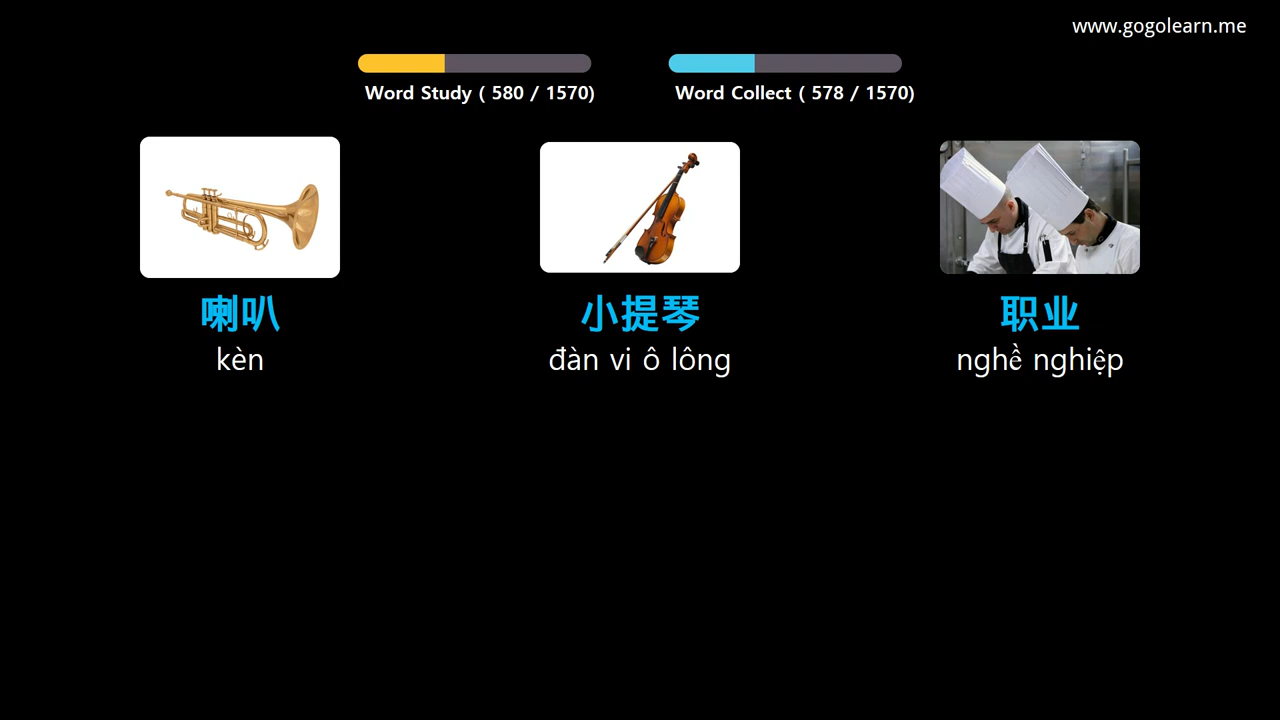 www.gogolearn.me
Word Study ( 580 / 1570)
Word Collect ( 578 / 1570)
喇叭
小提琴
职业
kèn
đàn vi ô lông
nghề nghiệp